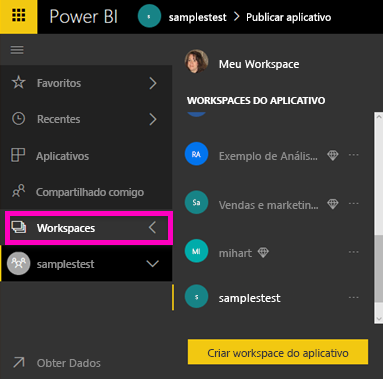 Power BI
s samplestest > Publicar aplicativo
Favoritos
Recentes
Aplicativos
Compartilhado comigo
Workspaces
samplestest
Obter Dados
Meu Workspace
WORKSPACES DO APLICATIVO
RA Exemplo de Anális... ...
Sa Vendas e marketin... ...
MI mihart ...
s samplestest ...
Criar workspace do aplicativo